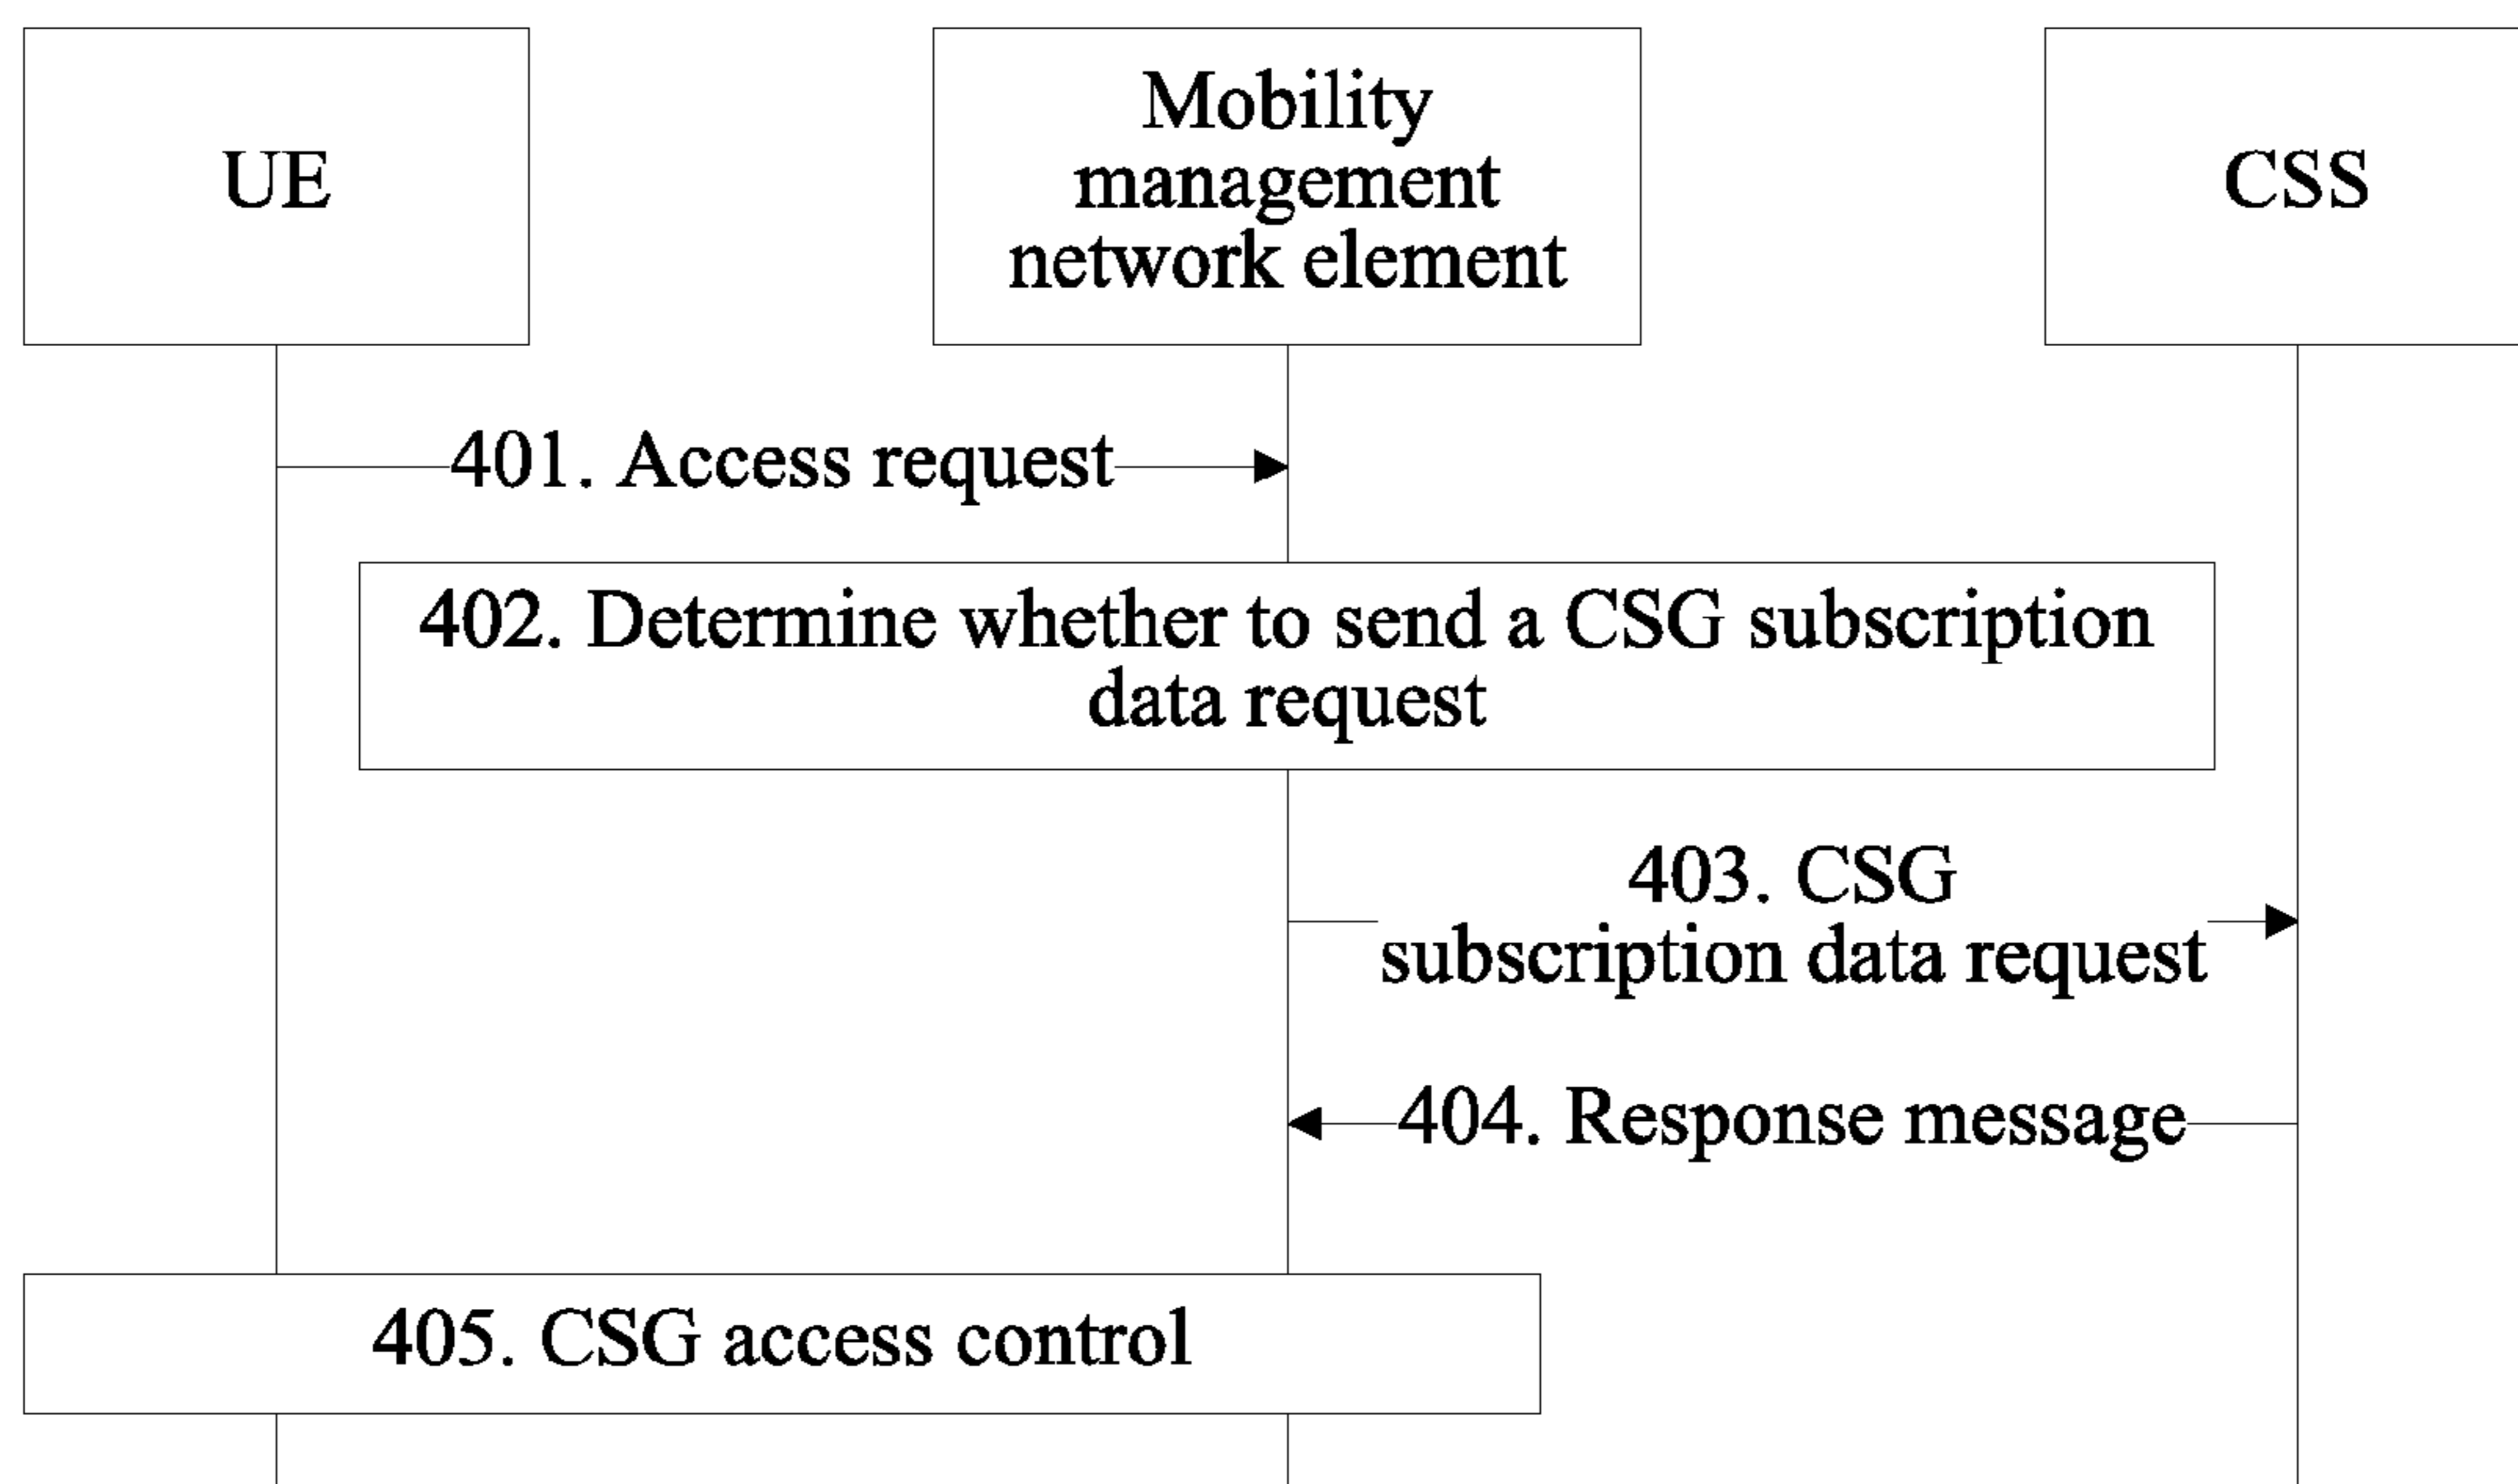 UE
Mobility
management
network element
CSS
401. Access request
402. Determine whether to send a CSG subscription
data request
403. CSG
subscription data request
404. Response message
405. CSG access control